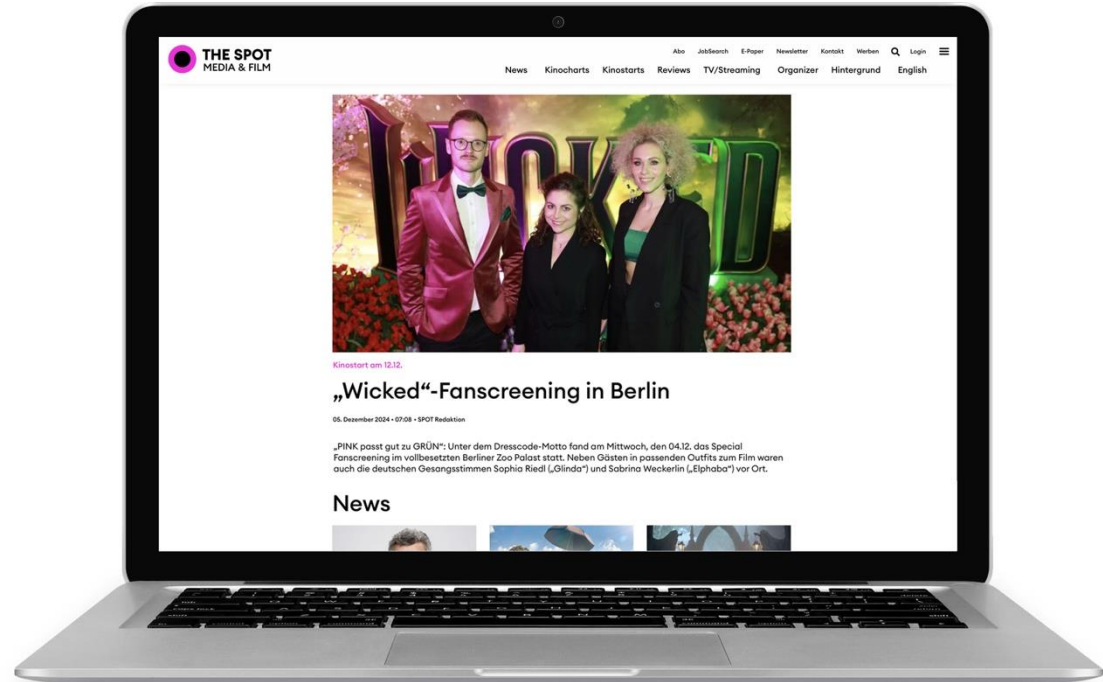 THE SPOT
MEDIA & FILM
Abo JobSearch E-Paper Newsletter Kontakt Werben Login
News Kinocharts Kinostarts Reviews TV/Streaming Organizer Hintergrund English
WICKED
Kinostart am 12.12.
„Wicked“-Fanscreening in Berlin
05. Dezember 2024 • 07:08 • SPOT Redaktion
„PINK passt gut zu GRÜN“: Unter dem Dresscode-Motto fand am Mittwoch, den 04.12. das Special
Fanscreening im vollbesetzten Berliner Zoo Palast statt. Neben Gästen in passenden Outfits zum Film waren
auch die deutschen Gesangsstimmen Sophia Riedl („Glinda“) und Sabrina Weckerlin („Elphaba“) vor Ort.
News